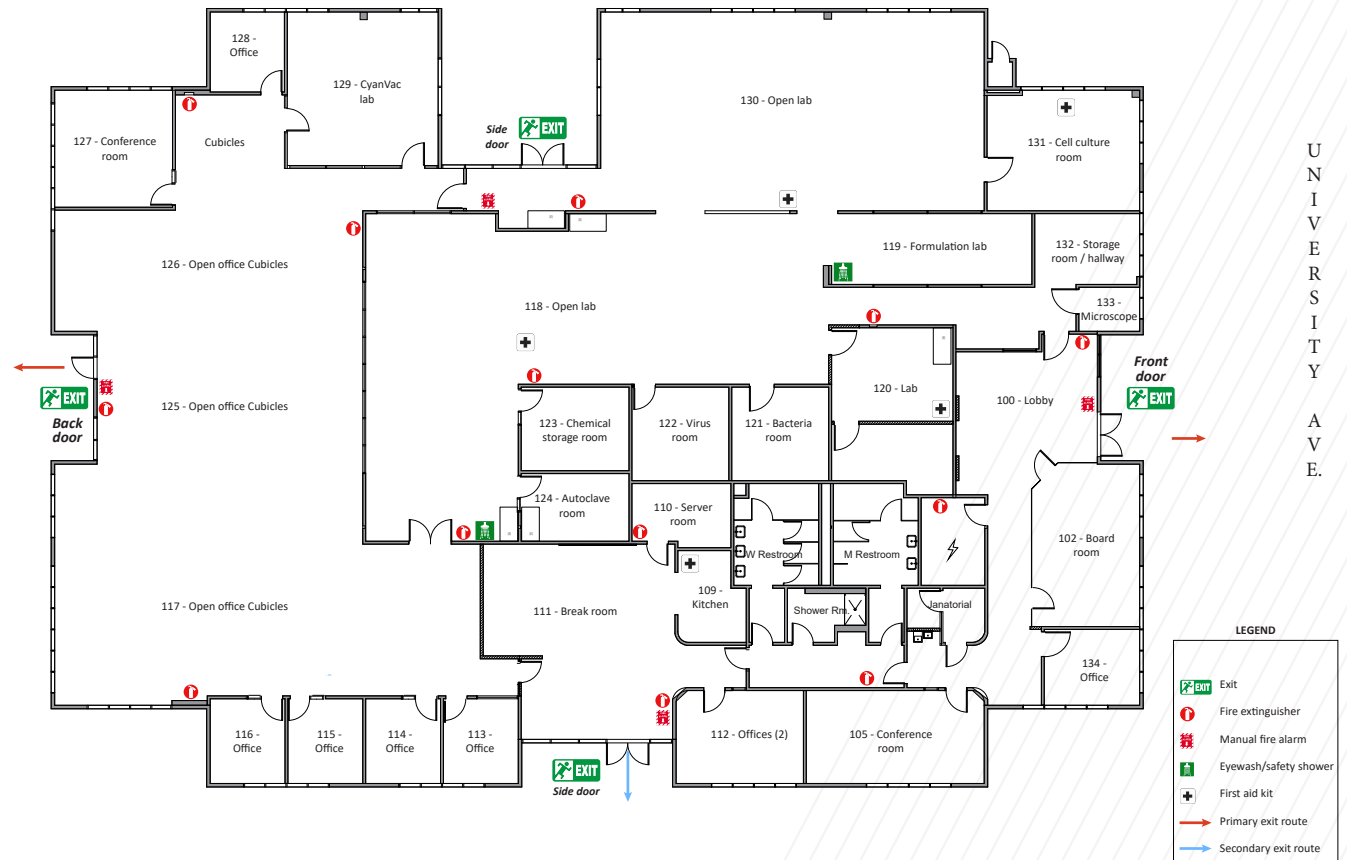 128 -
Office
129 - CyanVac
lab
130 - Open lab
127 - Conference
room
Cubicles
Side
door
EXIT
131 - Cell culture
room
126 - Open office Cubicles
119 - Formulation lab
132 - Storage
room / hallway
118 - Open lab
133 -
Microscope
EXIT
Back
door
125 - Open office Cubicles
120 - Lab
100 - Lobby
Front
door
EXIT
UNIVERSITY AVE.
123 - Chemical
storage room
122 - Virus
room
121 - Bacteria
room
124 - Autoclave
room
110 - Server
room
W Restroom
M Restroom
102 - Board
room
109 -
Kitchen
117 - Open office Cubicles
111 - Break room
Shower Rm.
Janatorial
134 -
Office
116 -
Office
115 -
Office
114 -
Office
113 -
Office
112 - Offices (2)
105 - Conference
room
EXIT
Side door
LEGEND
EXIT
Exit
Fire extinguisher
Manual fire alarm
Eyewash/safety shower
First aid kit
Primary exit route
Secondary exit route